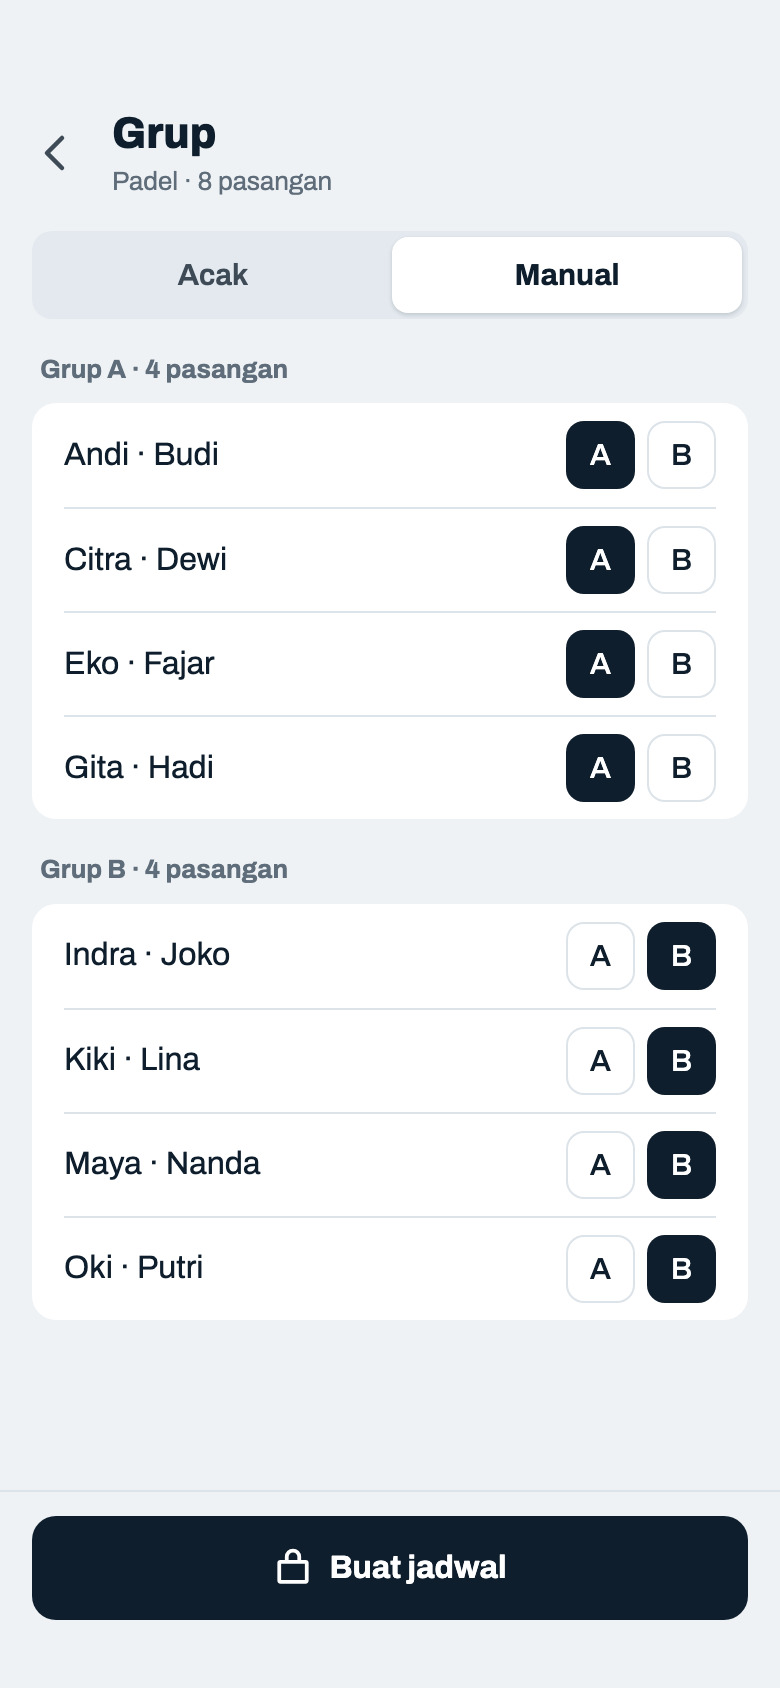 Grup
Padel · 8 pasangan
Acak Manual
Grup A · 4 pasangan
Andi · Budi A B
Citra · Dewi A B
Eko · Fajar A B
Gita · Hadi A B
Grup B · 4 pasangan
Indra · Joko A B
Kiki · Lina A B
Maya · Nanda A B
Oki · Putri A B
Buat jadwal